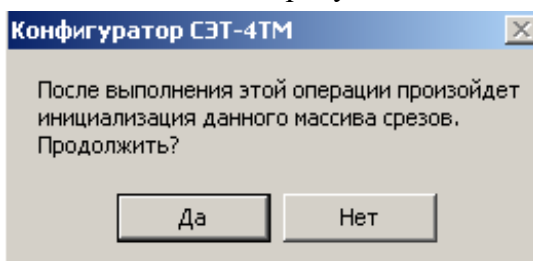 Конфигуратор СЭТ-4ТМ
После выполнения этой операции произойдет
инициализация данного массива срезов.
Продолжить?
Да
Нет